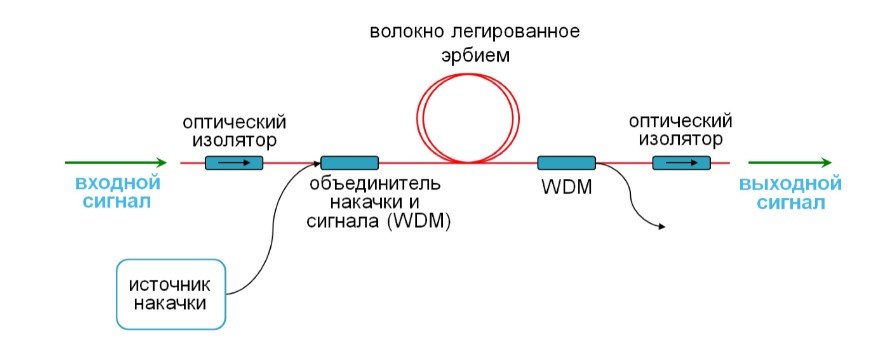 волокно легированное
эрбием
оптический
изолятор
оптический
изолятор
входной
сигнал
объединитель
накачки и
сигнала (WDM)
WDM
выходной
сигнал
источник
накачки